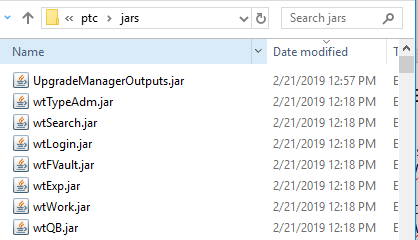 « ptc > jars
Search jars
Name Date modified T
UpgradeManagerOutputs.jar 2/21/2019 12:57 PM E
wtTypeAdm.jar 2/21/2019 12:18 PM E
wtSearch.jar 2/21/2019 12:18 PM E
wtLogin.jar 2/21/2019 12:18 PM E
wtFVault.jar 2/21/2019 12:18 PM E
wtExp.jar 2/21/2019 12:18 PM E
wtWork.jar 2/21/2019 12:18 PM E
wtQB.jar 2/21/2019 12:18 PM E